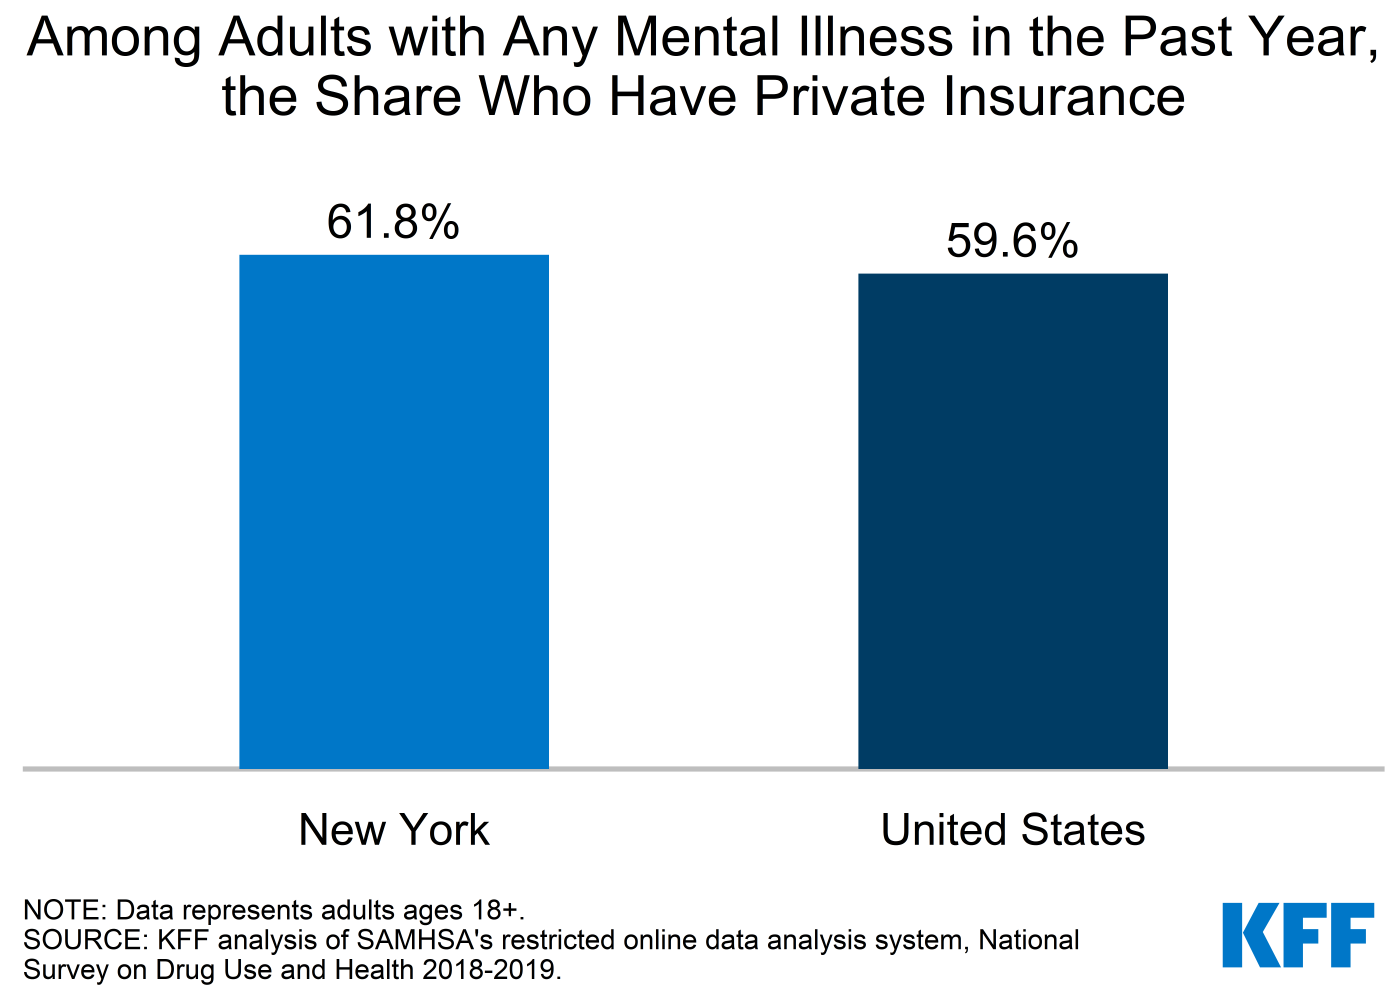 Among Adults with Any Mental Illness in the Past Year,
the Share Who Have Private Insurance
61.8%
59.6%
New York
United States
NOTE: Data represents adults ages 18+.
SOURCE: KFF analysis of SAMHSA's restricted online data analysis system, National
Survey on Drug Use and Health 2018-2019.
KFF